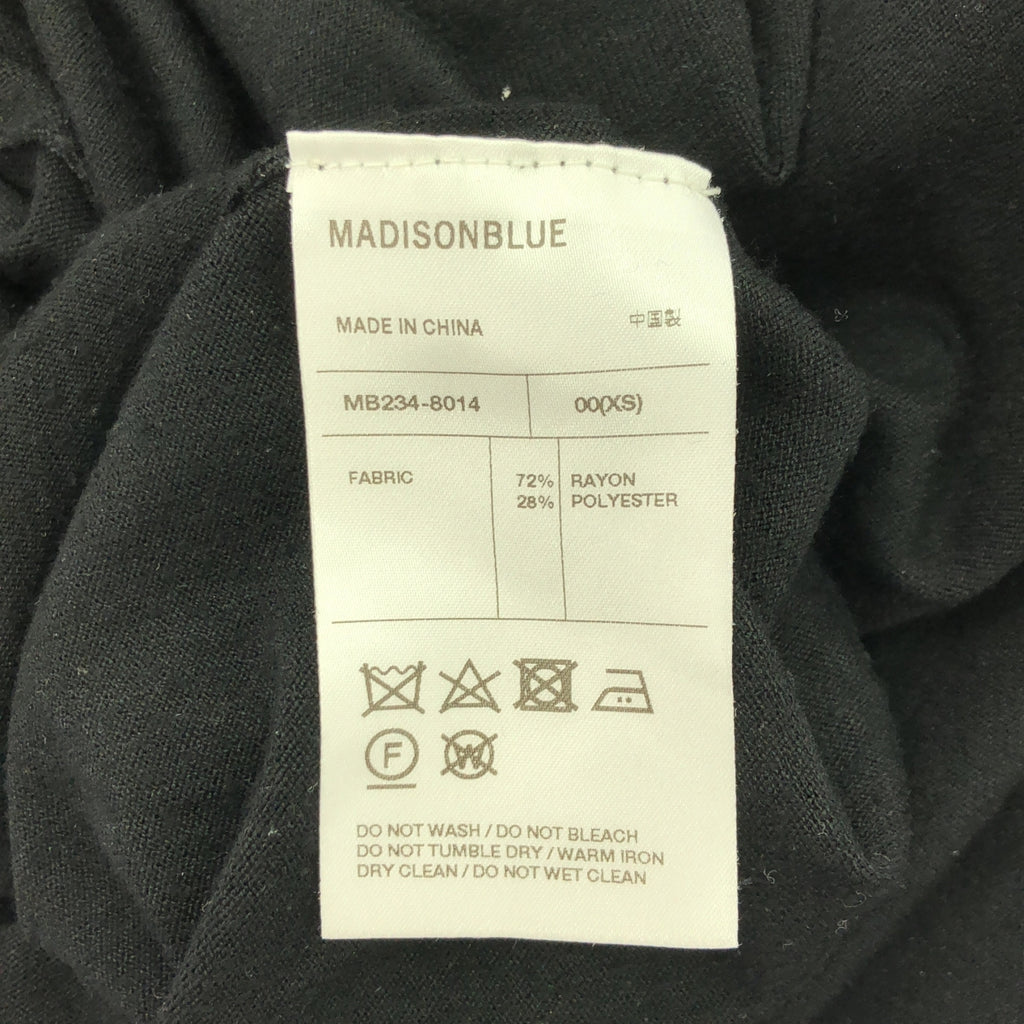 MADISONBLUE
MADE IN CHINA 中国製
MB234-8014 00(XS)
FABRIC 72% RAYON
28% POLYESTER
F W
DO NOT WASH / DO NOT BLEACH
DO NOT TUMBLE DRY / WARM IRON
DRY CLEAN / DO NOT WET CLEAN